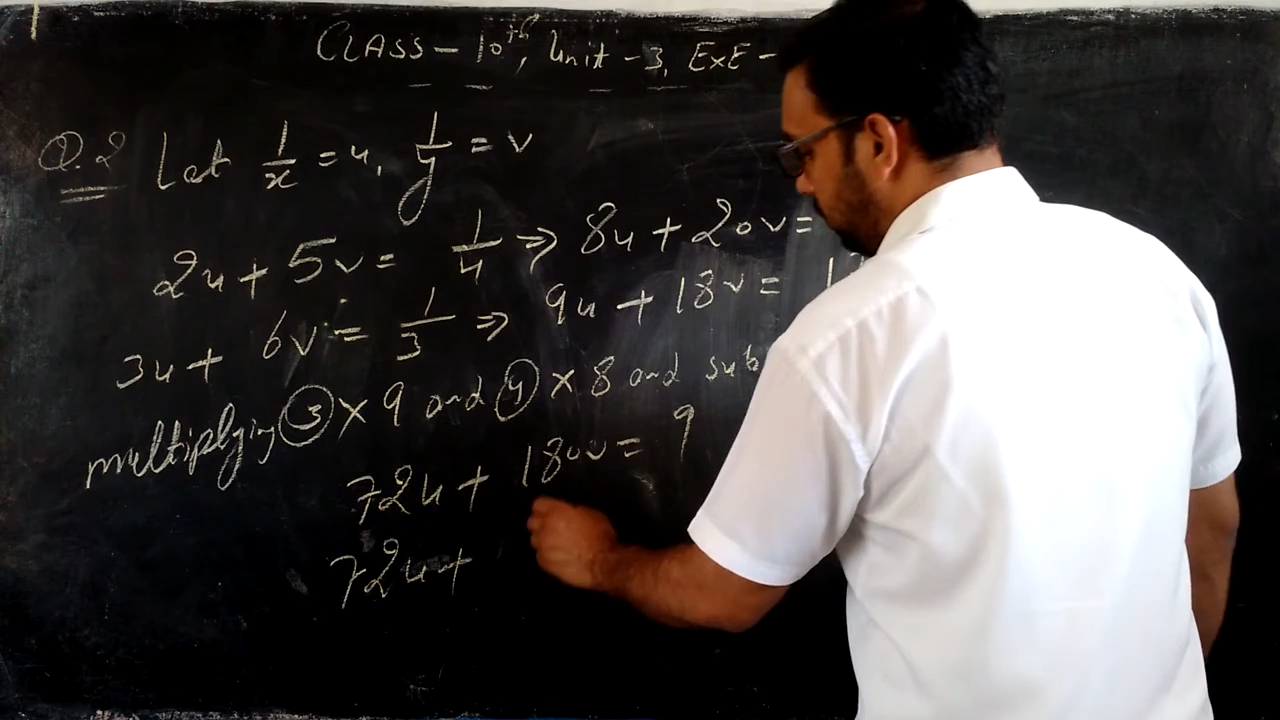 CLASS - 10th, Unit - 3, EXE -
Q.2 Let 1/x = u, 1/y = v
2u + 5v = 1/4 ⇒ 8u + 20v =
3u + 6v = 1/3 ⇒ 9u + 18v = 1
multiplying ③ × 9 and ④ × 8 and sub
72u + 180v = 9
72u +